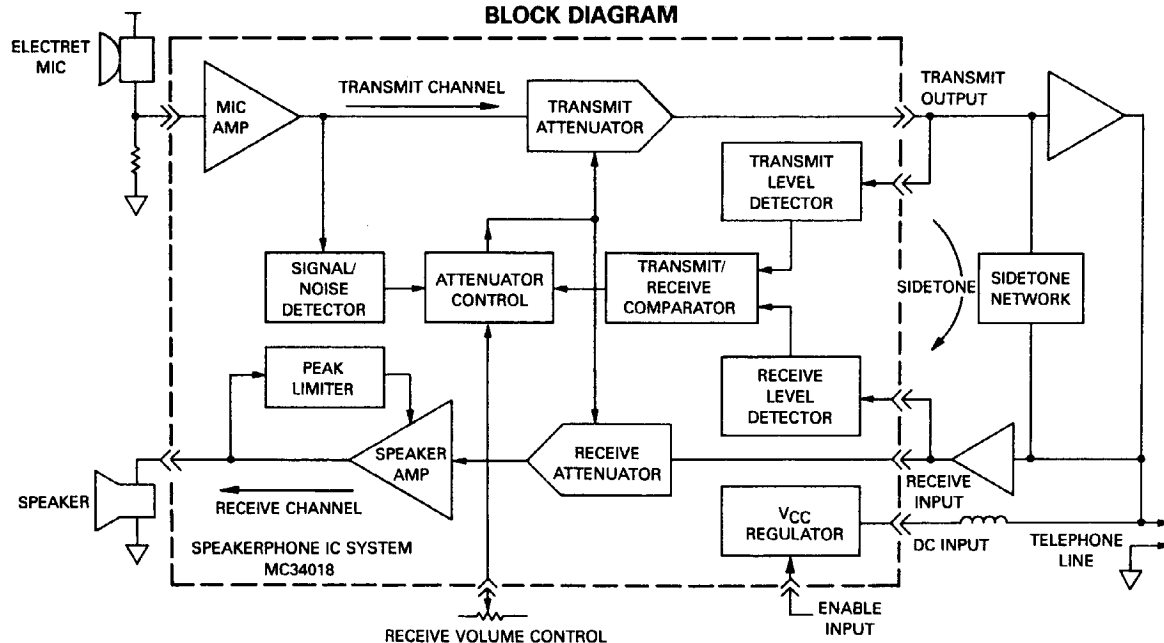 BLOCK DIAGRAM
ELECTRET
MIC
MIC
AMP
TRANSMIT CHANNEL
TRANSMIT
ATTENUATOR
TRANSMIT
OUTPUT
TRANSMIT
LEVEL
DETECTOR
SIGNAL/
NOISE
DETECTOR
ATTENUATOR
CONTROL
TRANSMIT/
RECEIVE
COMPARATOR
SIDETONE
SIDETONE
NETWORK
PEAK
LIMITER
RECEIVE
LEVEL
DETECTOR
SPEAKER
AMP
RECEIVE
ATTENUATOR
RECEIVE
INPUT
SPEAKER
RECEIVE CHANNEL
VCC
REGULATOR
DC INPUT
TELEPHONE
LINE
SPEAKERPHONE IC SYSTEM
MC34018
ENABLE
INPUT
RECEIVE VOLUME CONTROL